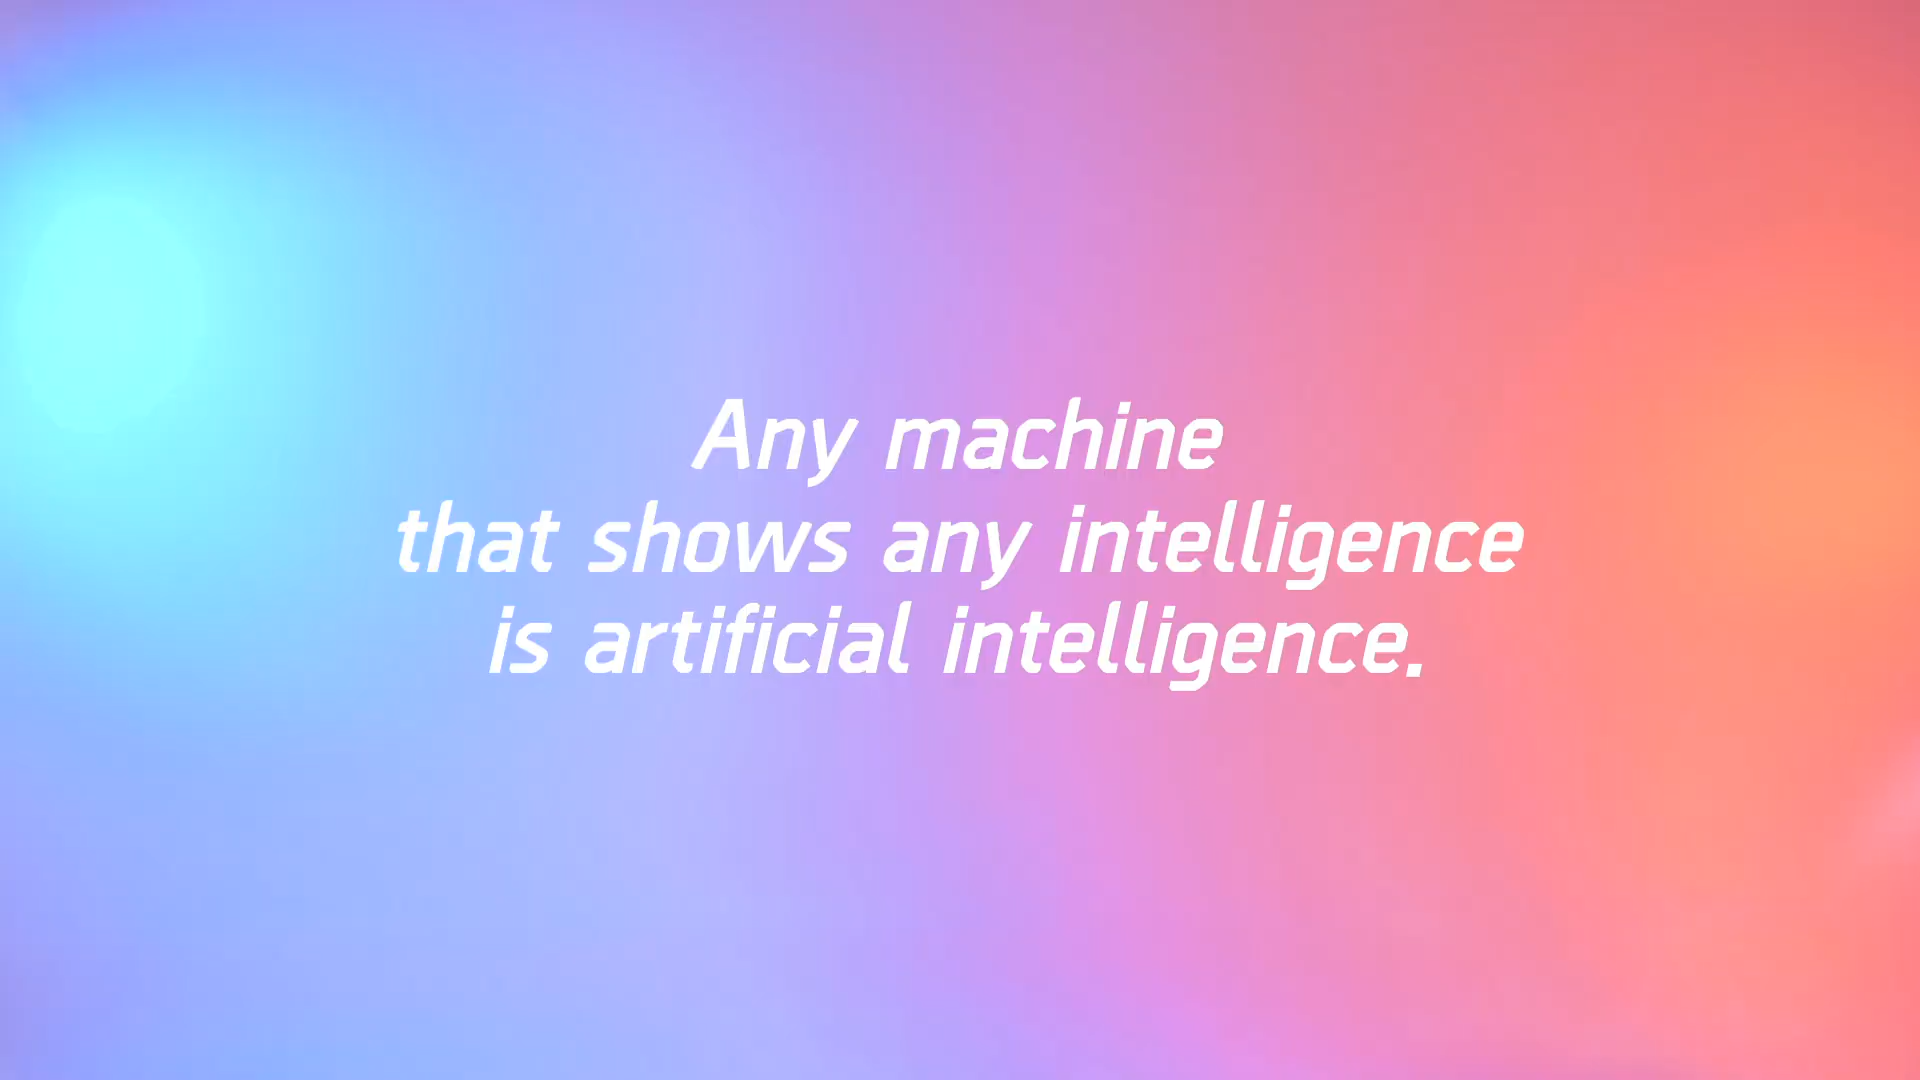 Any machine
that shows any intelligence
is artificial intelligence.